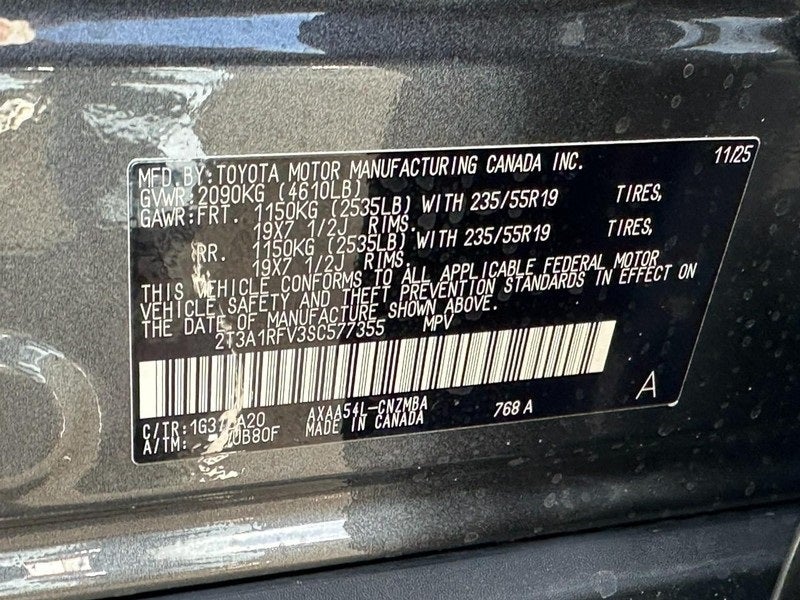 MFD.BY:TOYOTA MOTOR MANUFACTURING CANADA INC. 11/25
GVWR:2090KG (4610LB)
GAWR:FRT. 1150KG (2535LB) WITH 235/55R19 TIRES,
19X7 1/2J RIMS.
RR. 1150KG (2535LB) WITH 235/55R19 TIRES,
19X7 1/2J RIMS.
THIS VEHICLE CONFORMS TO ALL APPLICABLE FEDERAL MOTOR
VEHICLE SAFETY AND THEFT PREVENTION STANDARDS IN EFFECT ON
THE DATE OF MANUFACTURE SHOWN ABOVE.
2T3A1RFV3SC577355 MPV
A
C/TR: AXAA54L-CNZMBA 768A
A/TM: MADE IN CANADA